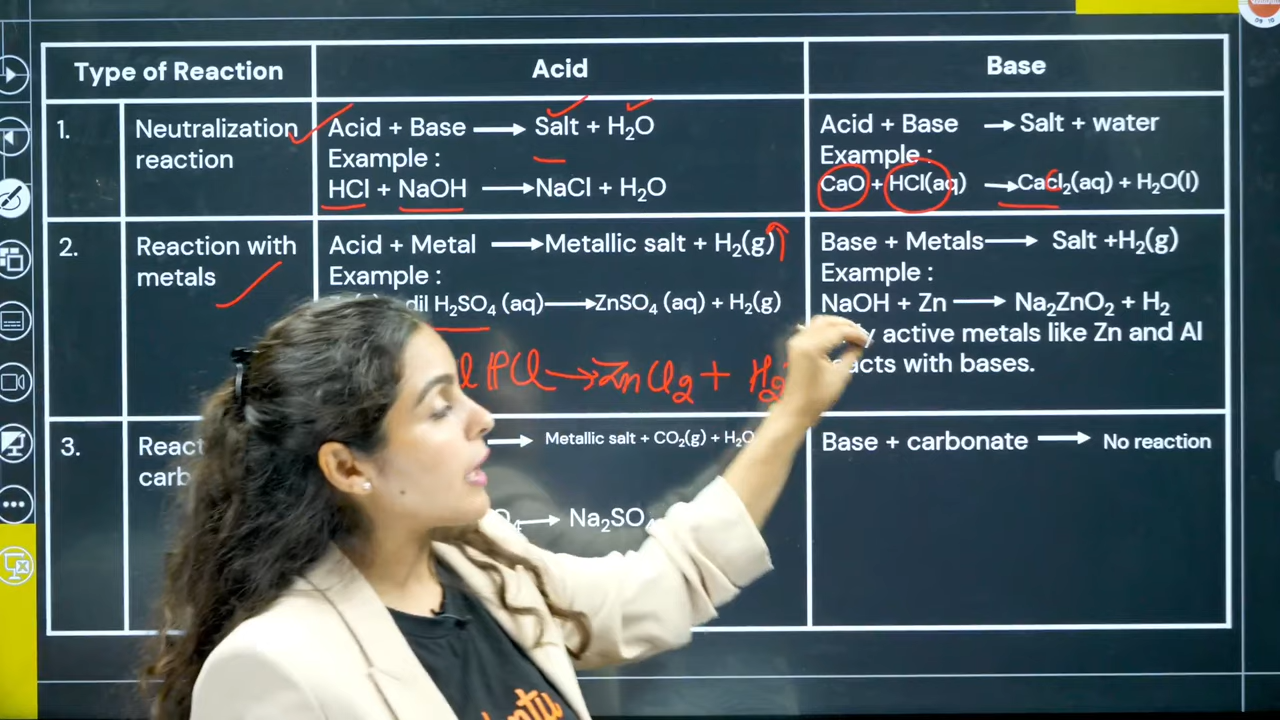 Type of Reaction
Acid
Base
1.
Neutralization
reaction
Acid + Base ⟶ Salt + H₂O
Example :
HCl + NaOH ⟶ NaCl + H₂O
Acid + Base → Salt + water
Example :
CaO + HCl(aq) → Cacl₂(aq) + H₂O(l)
2.
Reaction with
metals
Acid + Metal ⟶ Metallic salt + H₂(g)
Example :
dil H₂SO₄ (aq) ⟶ ZnSO₄ (aq) + H₂(g)
HCl → ZnCl₂ + H₂
Base + Metals ⟶ Salt +H₂(g)
Example :
NaOH + Zn ⟶ Na₂ZnO₂ + H₂
active metals like Zn and Al
with bases.
3.
→ Metallic salt + CO₂(g) + H₂O
→ Na₂SO₄
Base + carbonate ⟶ No reaction